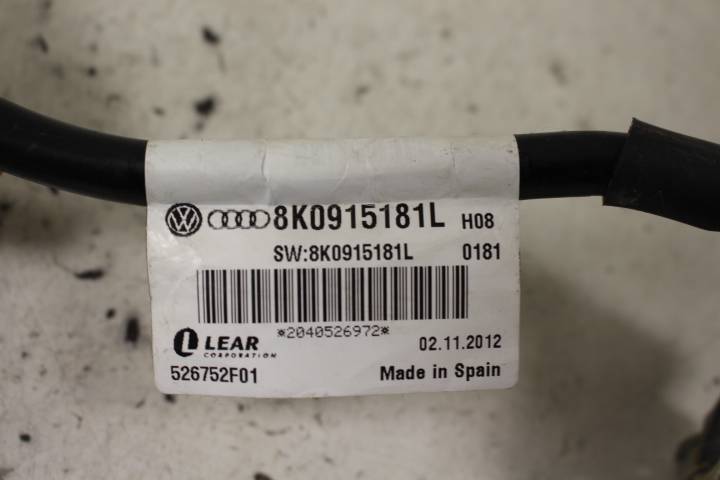 8K0915181L H08
SW:8K0915181L 0181
*2040526972*
LEAR 02.11.2012
CORPORATION
526752F01 Made in Spain